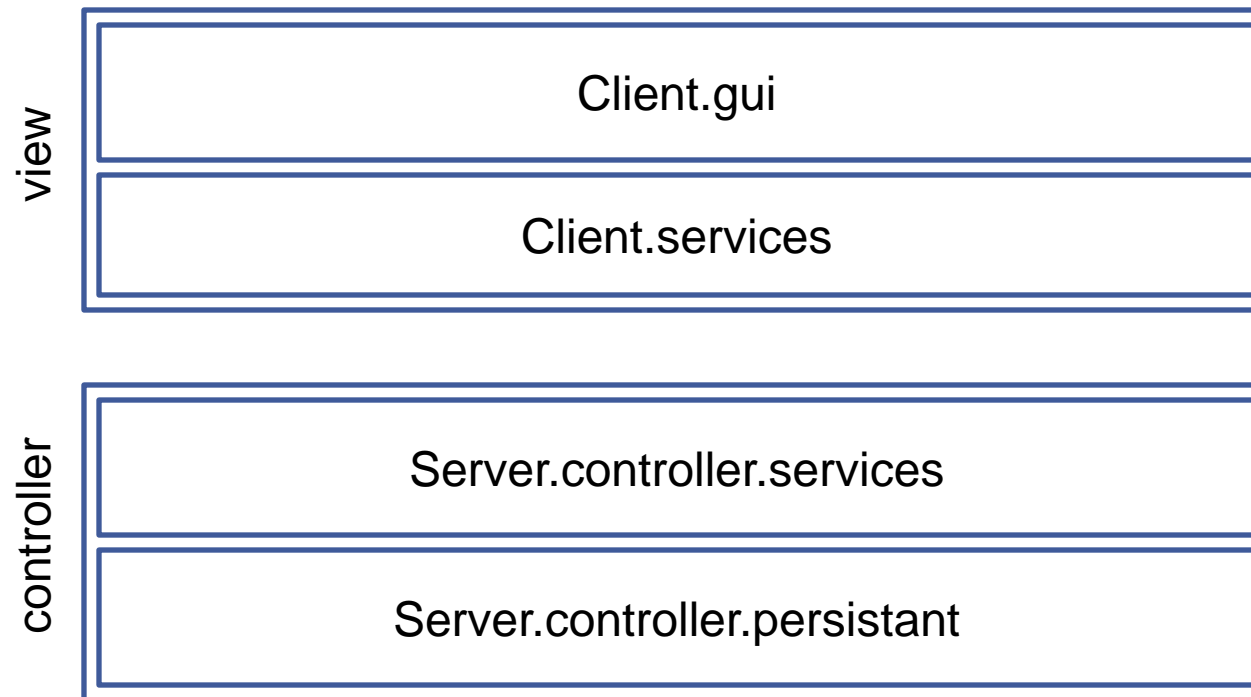 view
Client.gui
Client.services
controller
Server.controller.services
Server.controller.persistant